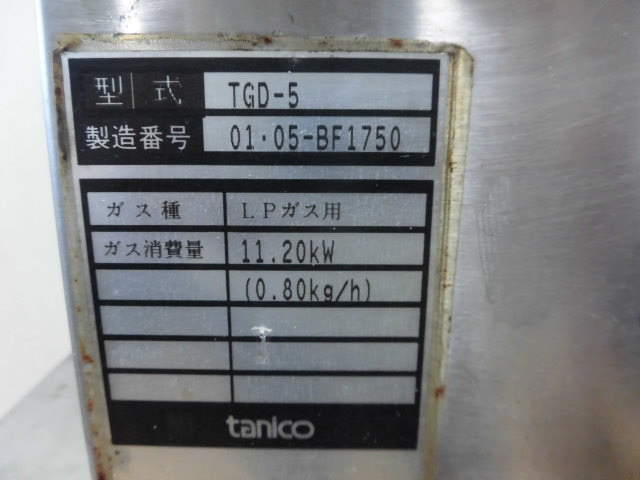 型式 TGD-5
製造番号 01・05-BF1750
ガス種 LPガス用
ガス消費量 11.20kW
(0.80kg/h)
tanico